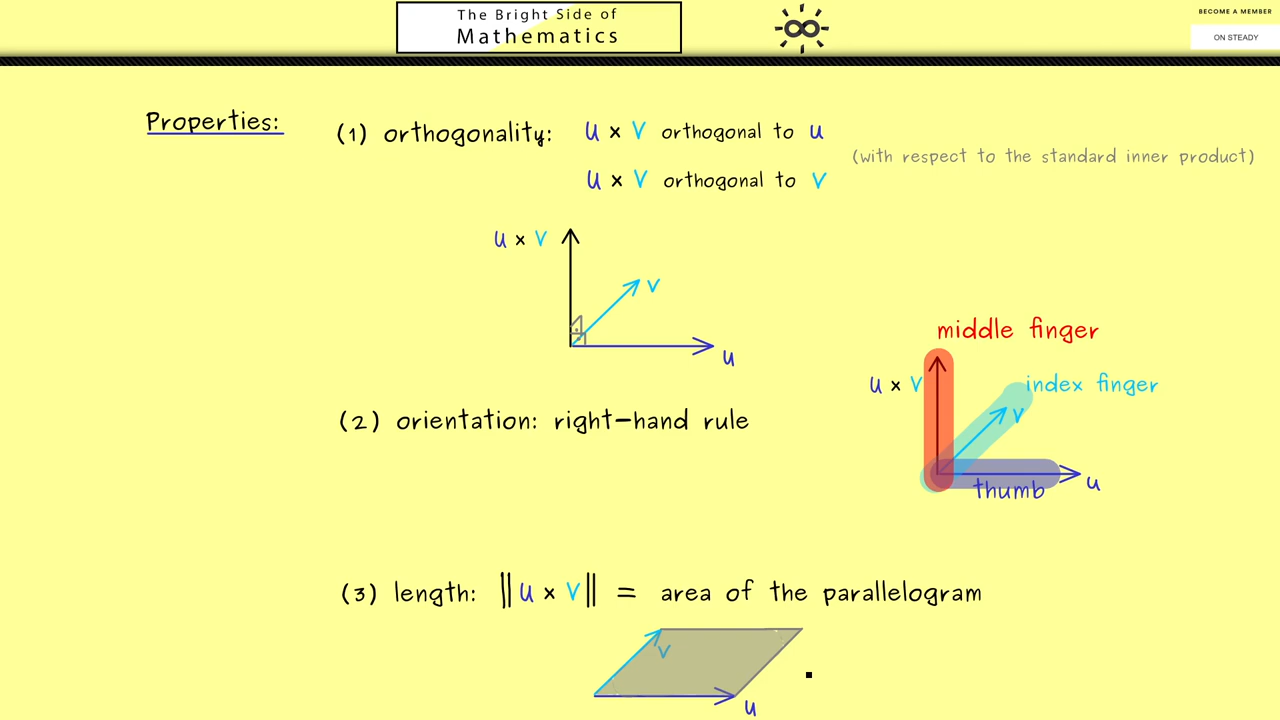 The Bright Side of
Mathematics
BECOME A MEMBER
ON STEADY
Properties:
(1) orthogonality: u × v orthogonal to u
(with respect to the standard inner product)
u × v orthogonal to v
u × v
v
u
middle finger
u × v
index finger
v
(2) orientation: right-hand rule
thumb
u
(3) length: ‖u × v‖ = area of the parallelogram
v
u